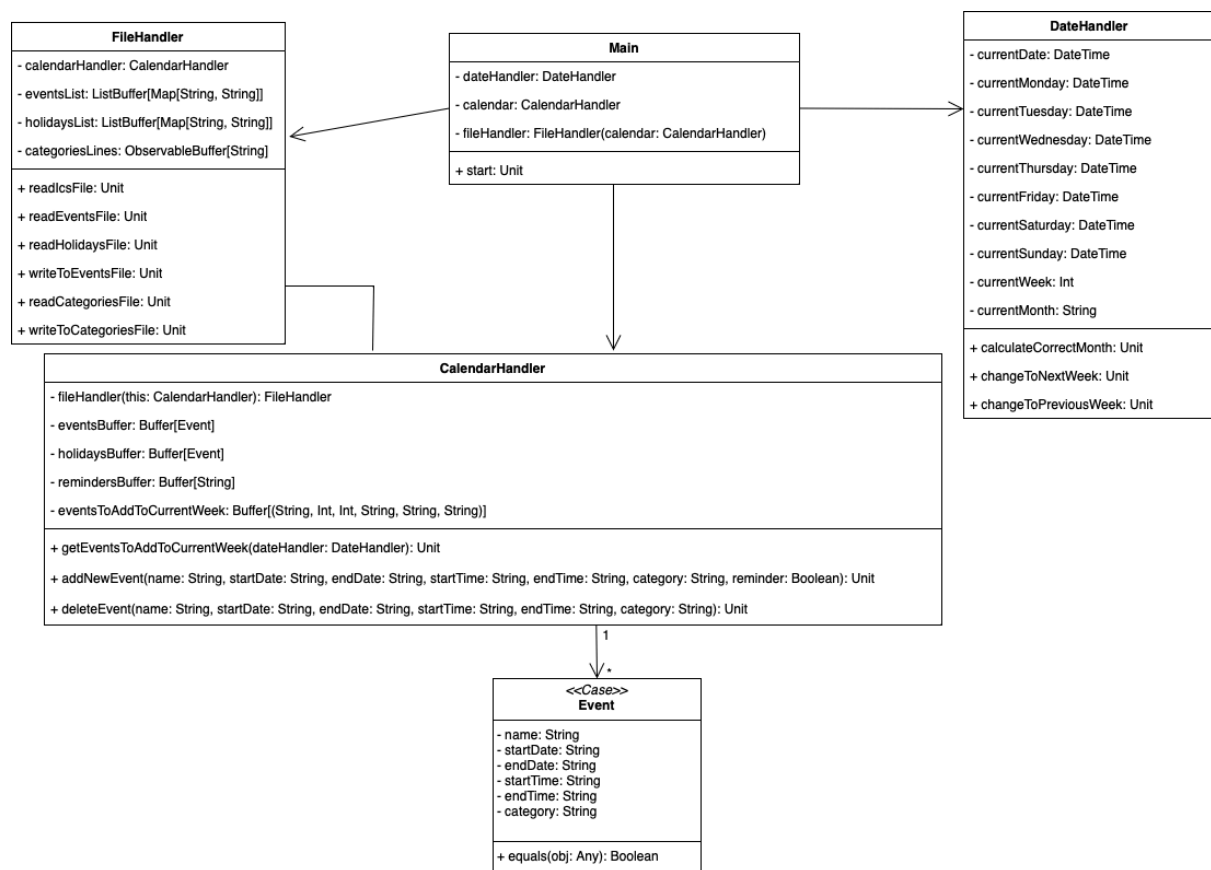 FileHandler
- calendarHandler: CalendarHandler
- eventsList: ListBuffer[Map[String, String]]
- holidaysList: ListBuffer[Map[String, String]]
- categoriesLines: ObservableBuffer[String]
+ readIcsFile: Unit
+ readEventsFile: Unit
+ readHolidaysFile: Unit
+ writeToEventsFile: Unit
+ readCategoriesFile: Unit
+ writeToCategoriesFile: Unit
Main
- dateHandler: DateHandler
- calendar: CalendarHandler
- fileHandler: FileHandler(calendar: CalendarHandler)
+ start: Unit
DateHandler
- currentDate: DateTime
- currentMonday: DateTime
- currentTuesday: DateTime
- currentWednesday: DateTime
- currentThursday: DateTime
- currentFriday: DateTime
- currentSaturday: DateTime
- currentSunday: DateTime
- currentWeek: Int
- currentMonth: String
+ calculateCorrectMonth: Unit
+ changeToNextWeek: Unit
+ changeToPreviousWeek: Unit
CalendarHandler
- fileHandler(this: CalendarHandler): FileHandler
- eventsBuffer: Buffer[Event]
- holidaysBuffer: Buffer[Event]
- remindersBuffer: Buffer[String]
- eventsToAddToCurrentWeek: Buffer[(String, Int, Int, String, String, String)]
+ getEventsToAddToCurrentWeek(dateHandler: DateHandler): Unit
+ addNewEvent(name: String, startDate: String, endDate: String, startTime: String, endTime: String, category: String, reminder: Boolean): Unit
+ deleteEvent(name: String, startDate: String, endDate: String, startTime: String, endTime: String, category: String): Unit
1
*
<<Case>>
Event
- name: String
- startDate: String
- endDate: String
- startTime: String
- endTime: String
- category: String
+ equals(obj: Any): Boolean